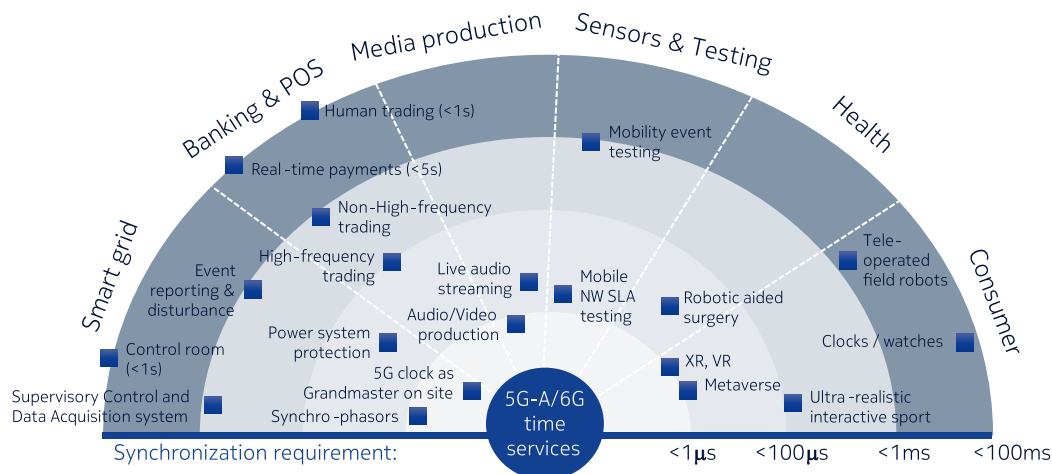 Media production
Sensors & Testing
Banking & POS
Health
Smart grid
Consumer
Human trading (<1s)
Real-time payments (<5s)
Mobility event
testing
Non-High-frequency
trading
High-frequency
trading
Event
reporting &
disturbance
Live audio
streaming
Mobile
NW SLA
testing
Tele-
operated
field robots
Robotic aided
surgery
Audio/Video
production
Power system
protection
Control room
(<1s)
Clocks / watches
5G clock as
Grandmaster on site
XR, VR
Metaverse
Supervisory Control and
Data Acquisition system
Synchro-phasors
Ultra-realistic
interactive sport
5G-A/6G
time
services
Synchronization requirement: <1μs <100μs <1ms <100ms